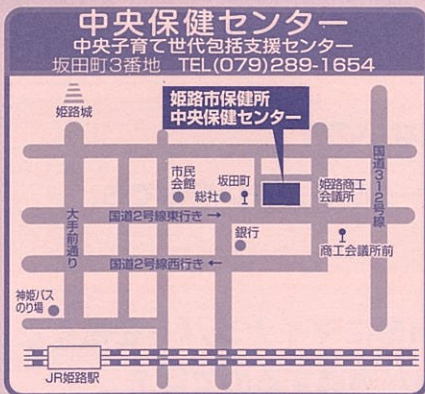 中央保健センター
中央子育て世代包括支援センター
坂田町3番地 TEL(079)289-1654
姫路城
姫路市保健所
中央保健センター
市民
会館
坂田町
総社
姫路商工
会議所
国道312号線
大手前通り
国道2号線東行き →
銀行
商工会議所前
国道2号線西行き ←
神姫バス
のり場
JR姫路駅